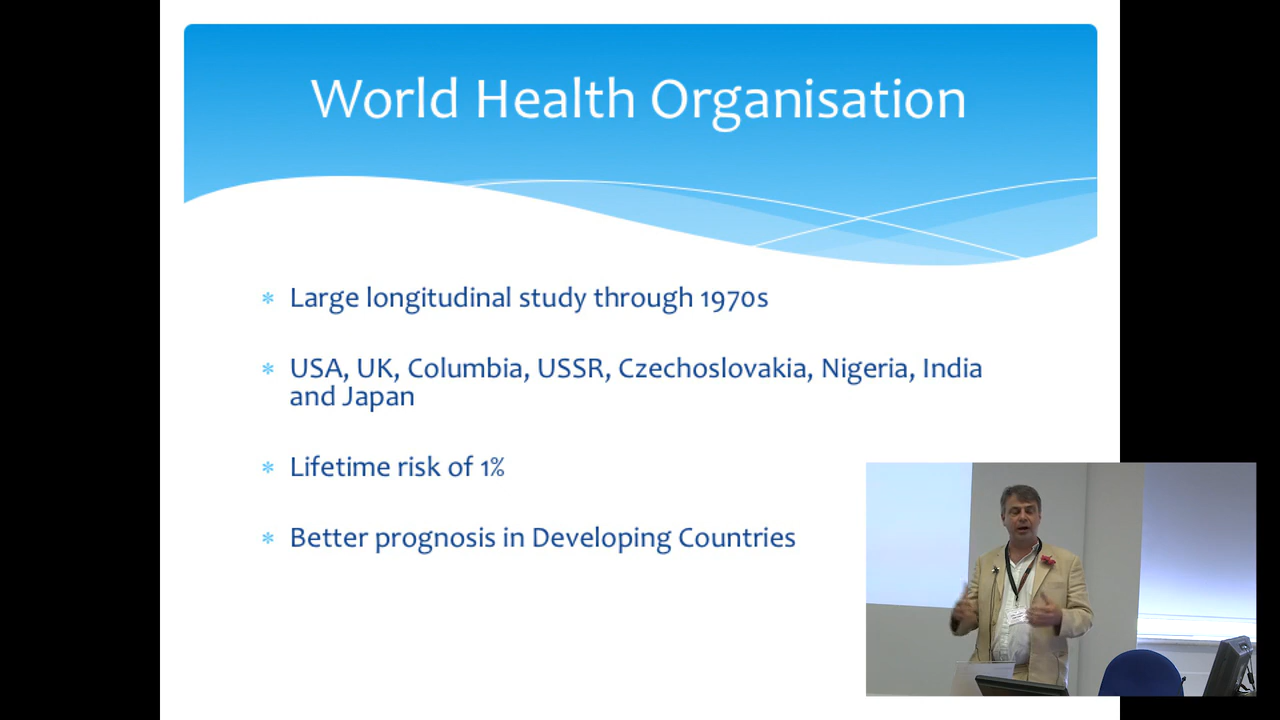 World Health Organisation
* Large longitudinal study through 1970s
* USA, UK, Columbia, USSR, Czechoslovakia, Nigeria, India
and Japan
* Lifetime risk of 1%
* Better prognosis in Developing Countries